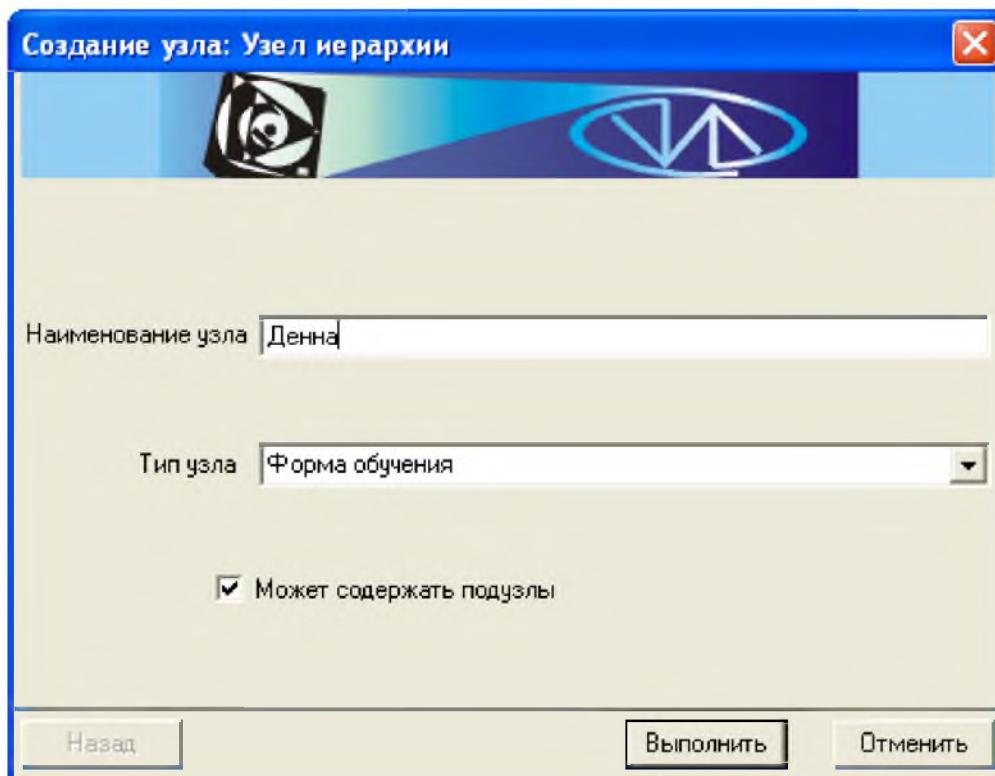 Создание узла: Узел иерархии
Наименование узла Денна
Тип узла Форма обучения
Может содержать подузлы
Назад Выполнить Отменить